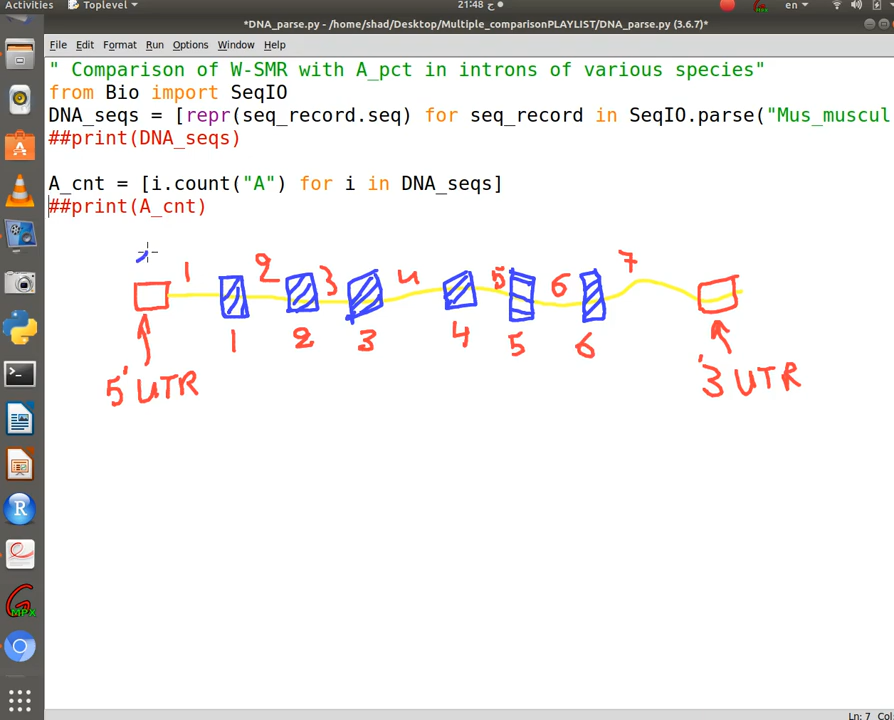 Activities Toplevel 21:48 ج en
*DNA_parse.py - /home/shad/Desktop/Multiple_comparisonPLAYLIST/DNA_parse.py (3.6.7)*
File Edit Format Run Options Window Help
" Comparison of W-SMR with A_pct in introns of various species"
from Bio import SeqIO
DNA_seqs = [repr(seq_record.seq) for seq_record in SeqIO.parse("Mus_muscul
##print(DNA_seqs)
A_cnt = [i.count("A") for i in DNA_seqs]
##print(A_cnt)
1 2 3 4 5 6 7
1 2 3 4 5 6
5' UTR '3 UTR
R
GMPX
Ln: 7 Col